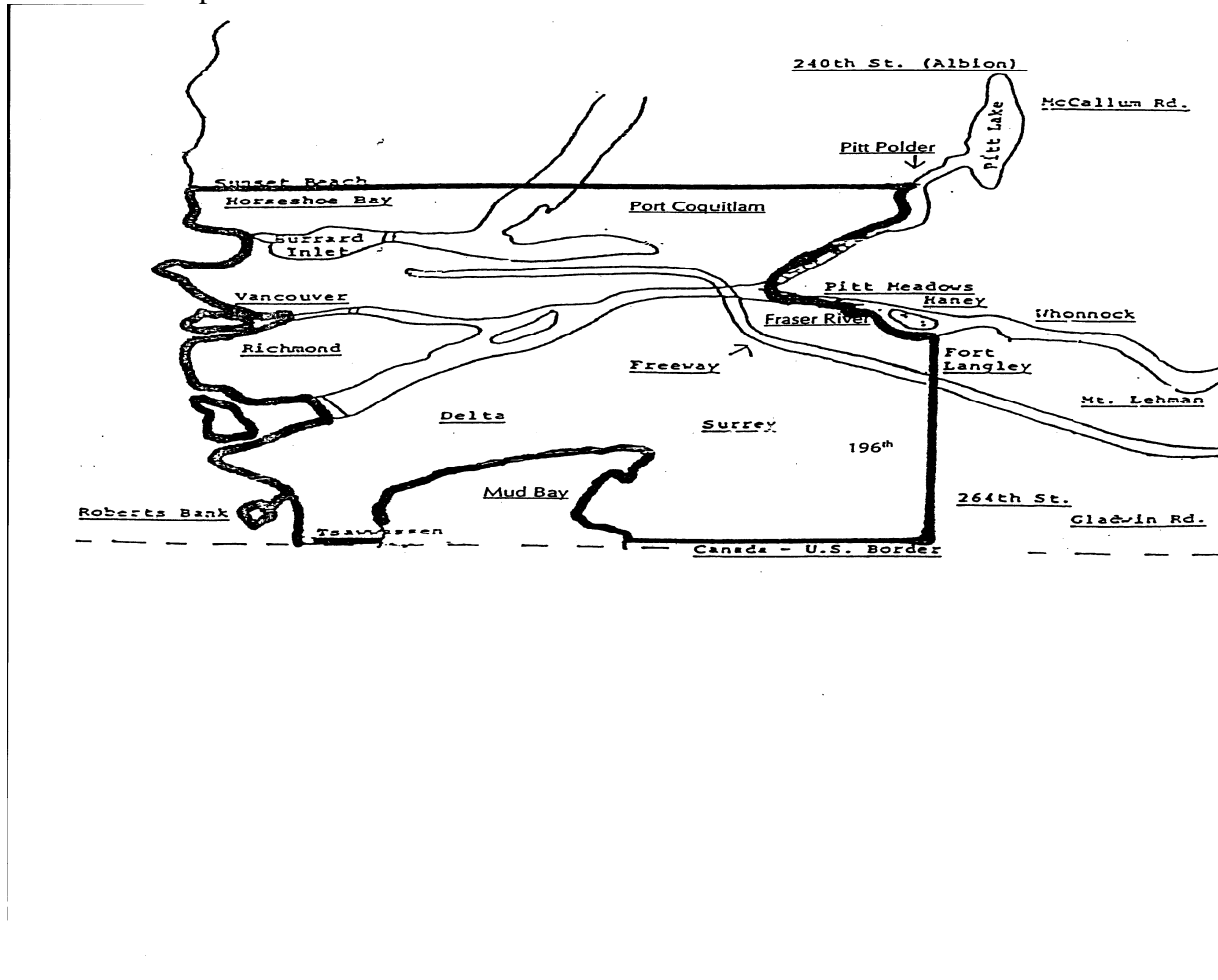 240th St. (Albion)
McCallum Rd.
Pitt Lake
Pitt Polder
Sunset Beach
Horseshoe Bay
Port Coquitlam
Burrard
Inlet
Vancouver
Pitt Meadows
Haney
Whonnock
Fraser River
Richmond
Freeway
Fort
Langley
Mt. Lehman
Delta
Surrey
196th
Mud Bay
264th St.
Roberts Bank
Gladwin Rd.
Tsawwassen
Canada - U.S. Border